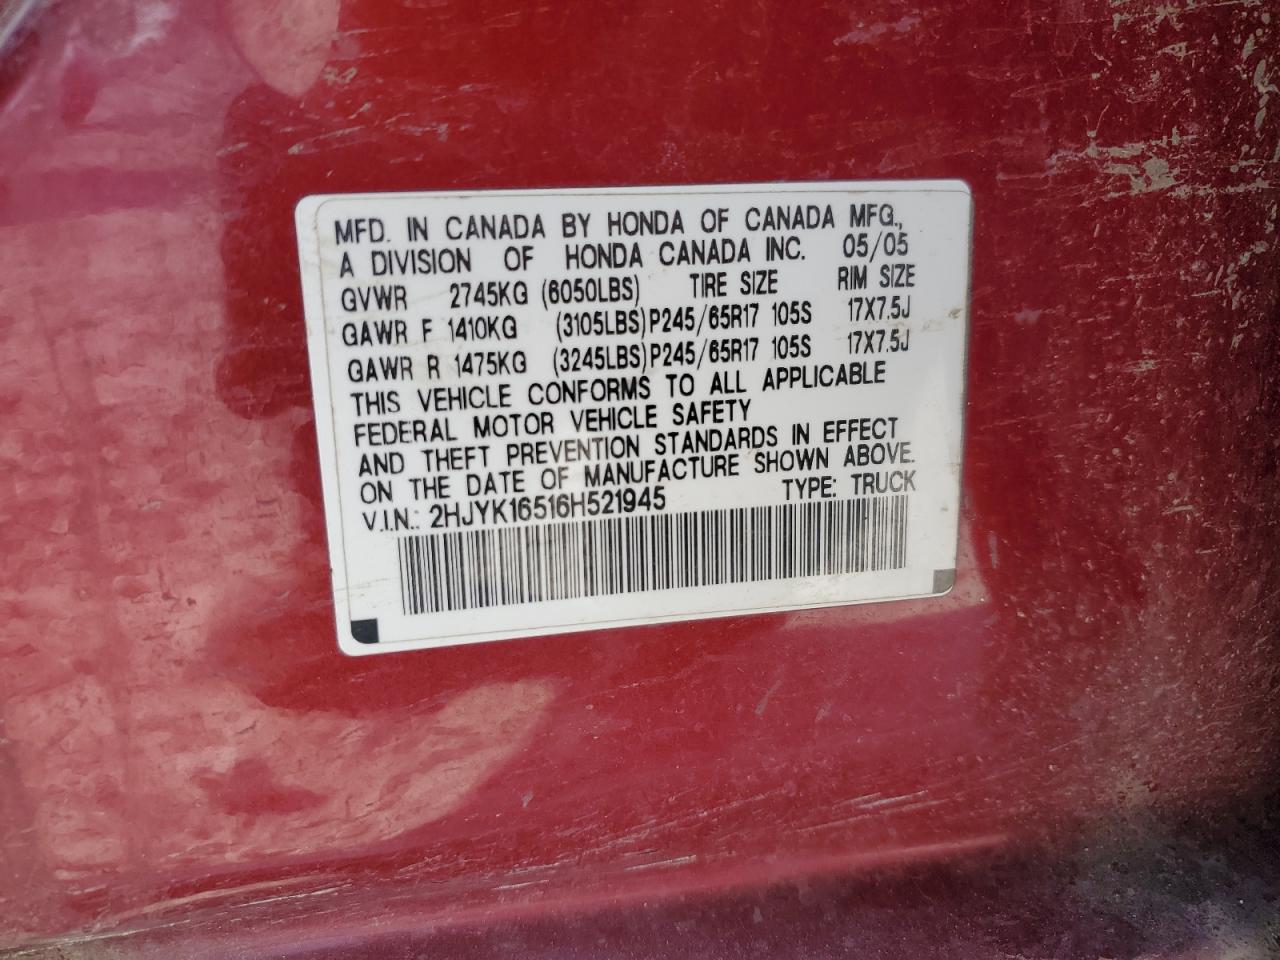 MFD. IN CANADA BY HONDA OF CANADA MFG.,
A DIVISION OF HONDA CANADA INC. 05/05
GVWR 2745KG (6050LBS) TIRE SIZE RIM SIZE
GAWR F 1410KG (3105LBS) P245/65R17 105S 17X7.5J
GAWR R 1475KG (3245LBS) P245/65R17 105S 17X7.5J
THIS VEHICLE CONFORMS TO ALL APPLICABLE
FEDERAL MOTOR VEHICLE SAFETY
AND THEFT PREVENTION STANDARDS IN EFFECT
ON THE DATE OF MANUFACTURE SHOWN ABOVE.
V.I.N.: 2HJYK16516H521945 TYPE: TRUCK